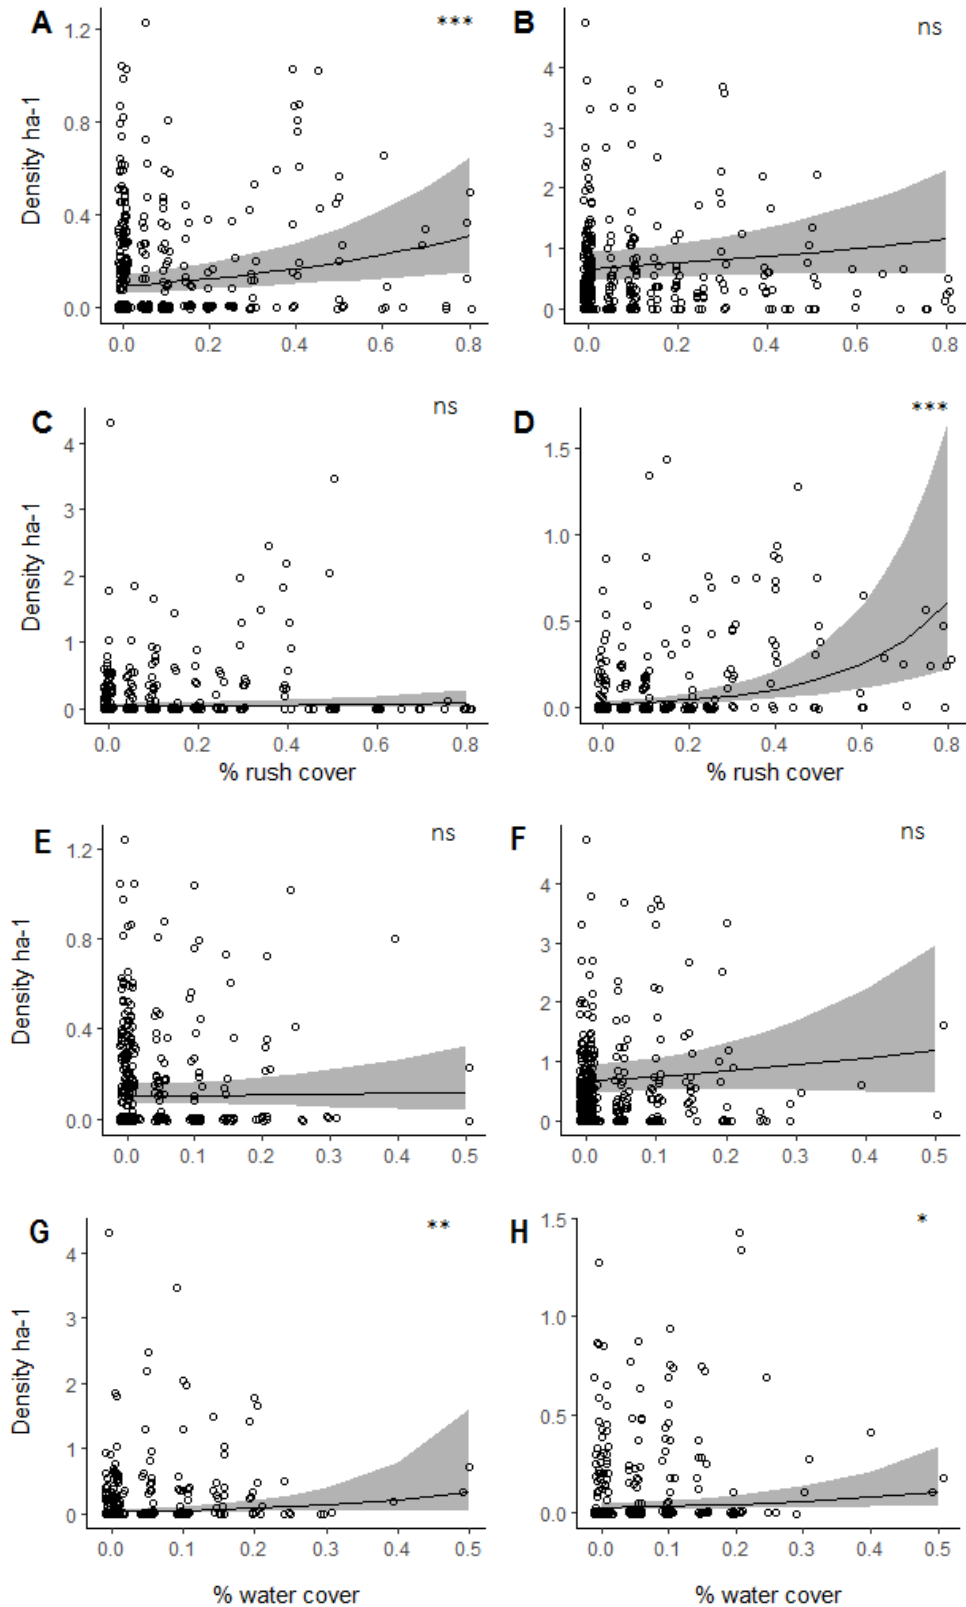 A
***
Density ha-1
1.2
0.8
0.4
0.0
0.0 0.2 0.4 0.6 0.8
B
ns
4
3
2
1
0
0.0 0.2 0.4 0.6 0.8
C
ns
Density ha-1
4
3
2
1
0
0.0 0.2 0.4 0.6 0.8
% rush cover
D
***
1.5
1.0
0.5
0.0
0.0 0.2 0.4 0.6 0.8
% rush cover
E
ns
Density ha-1
1.2
0.8
0.4
0.0
0.0 0.1 0.2 0.3 0.4 0.5
F
ns
4
3
2
1
0
0.0 0.1 0.2 0.3 0.4 0.5
G
**
Density ha-1
4
3
2
1
0
0.0 0.1 0.2 0.3 0.4 0.5
% water cover
H
*
1.5
1.0
0.5
0.0
0.0 0.1 0.2 0.3 0.4 0.5
% water cover